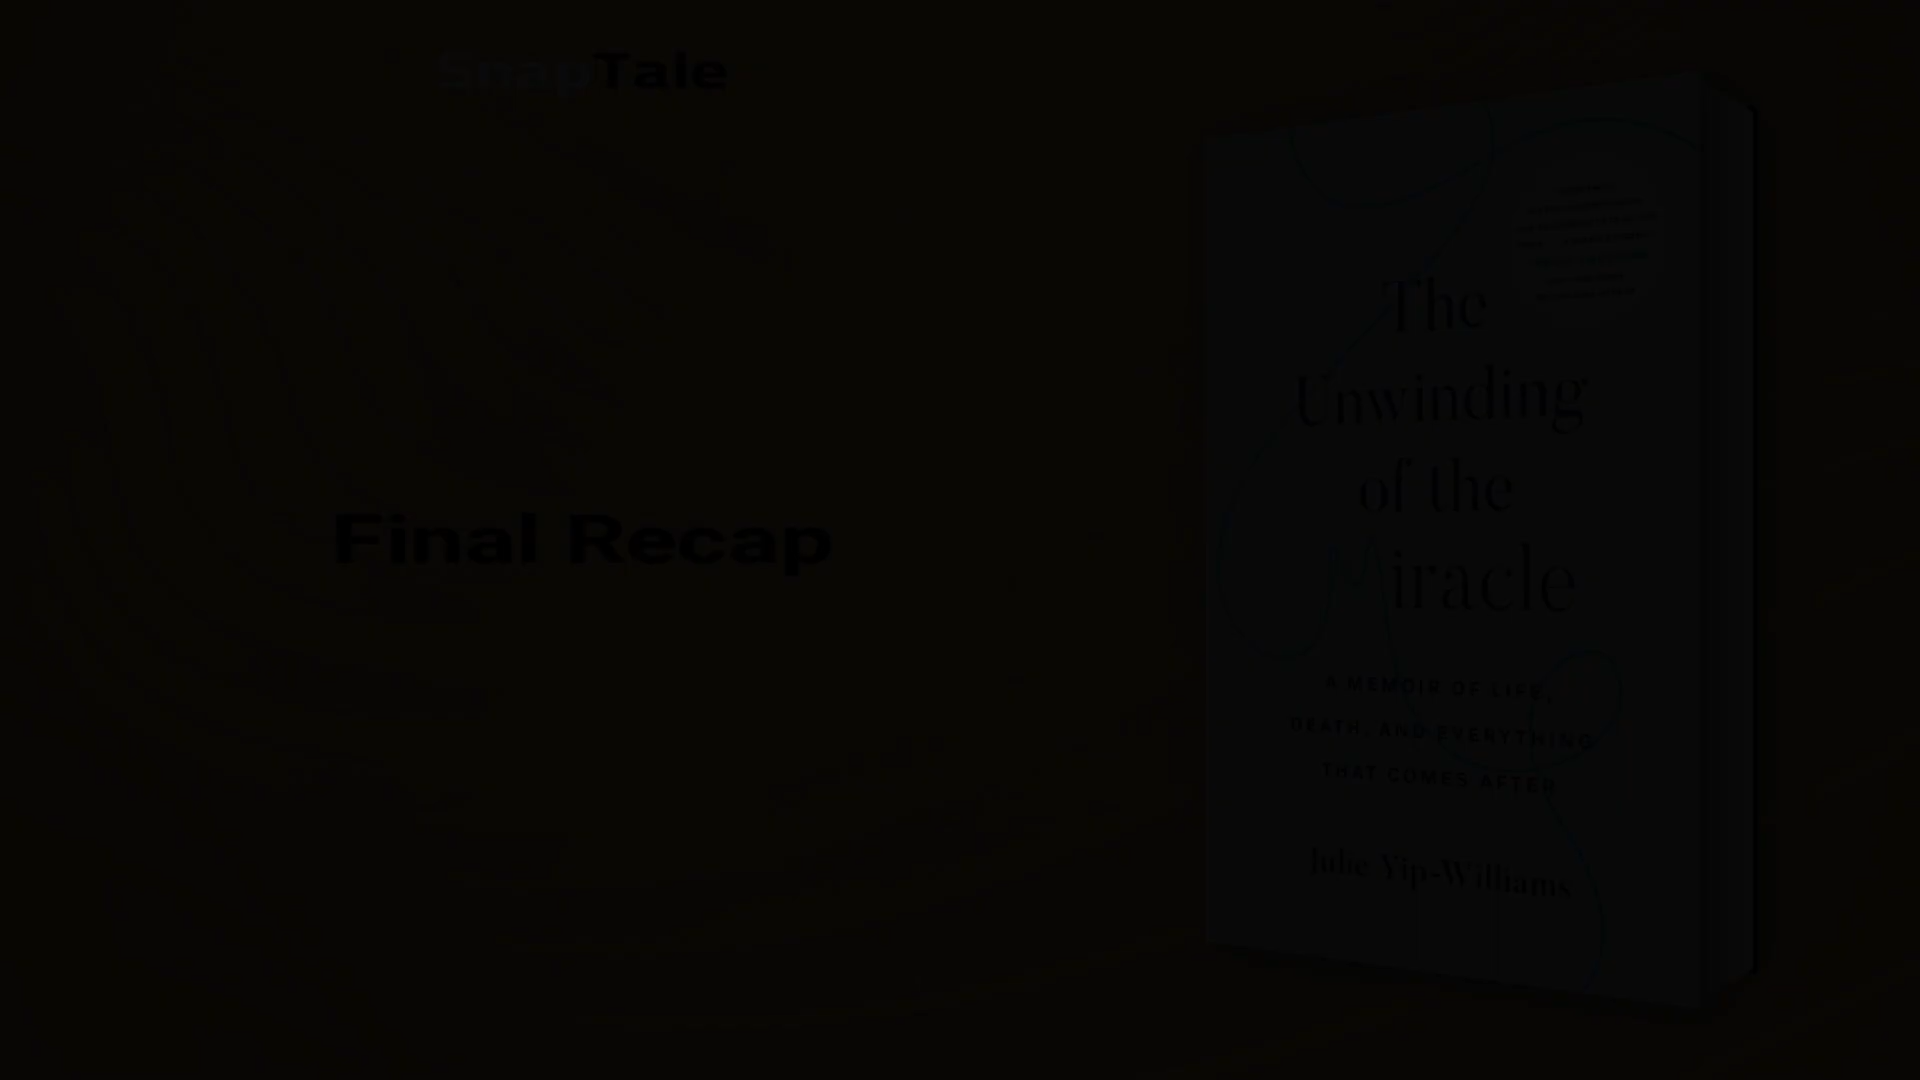 SnapTale
Final Recap
The
Unwinding
of the
Miracle
A MEMOIR OF LIFE,
DEATH, AND EVERYTHING
THAT COMES AFTER
Julie Yip-Williams